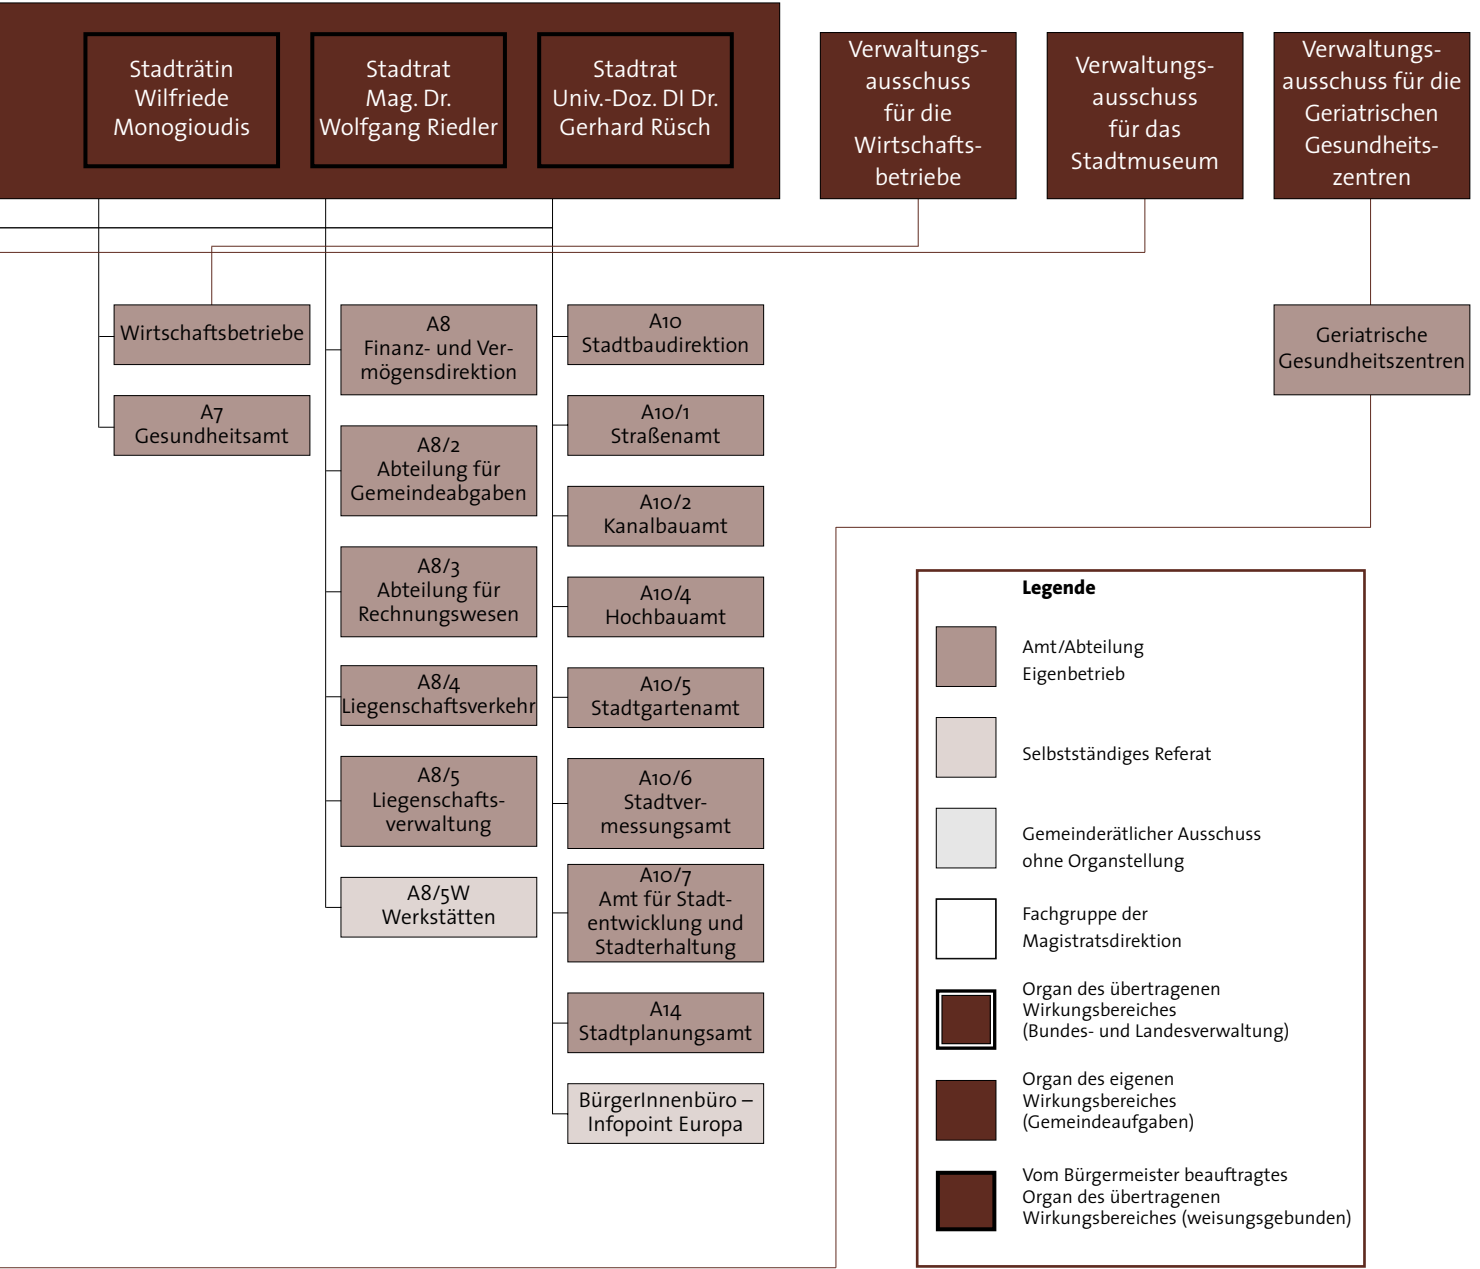 Stadträtin
Wilfriede
Monogioudis
Stadtrat
Mag. Dr.
Wolfgang Riedler
Stadtrat
Univ.-Doz. DI Dr.
Gerhard Rüsch
Verwaltungs-
ausschuss
für die
Wirtschafts-
betriebe
Verwaltungs-
ausschuss
für das
Stadtmuseum
Verwaltungs-
ausschuss für die
Geriatrischen
Gesundheits-
zentren
Wirtschaftsbetriebe
A7
Gesundheitsamt
A8
Finanz- und Ver-
mögensdirektion
A8/2
Abteilung für
Gemeindeabgaben
A8/3
Abteilung für
Rechnungswesen
A8/4
Liegenschaftsverkehr
A8/5
Liegenschafts-
verwaltung
A8/5W
Werkstätten
A10
Stadtbaudirektion
A10/1
Straßenamt
A10/2
Kanalbauamt
A10/4
Hochbauamt
A10/5
Stadtgartenamt
A10/6
Stadtver-
messungsamt
A10/7
Amt für Stadt-
entwicklung und
Stadterhaltung
A14
Stadtplanungsamt
BürgerInnenbüro –
Infopoint Europa
Geriatrische
Gesundheitszentren
Legende
Amt/Abteilung
Eigenbetrieb
Selbstständiges Referat
Gemeinderätlicher Ausschuss
ohne Organstellung
Fachgruppe der
Magistratsdirektion
Organ des übertragenen
Wirkungsbereiches
(Bundes- und Landesverwaltung)
Organ des eigenen
Wirkungsbereiches
(Gemeindeaufgaben)
Vom Bürgermeister beauftragtes
Organ des übertragenen
Wirkungsbereiches (weisungsgebunden)